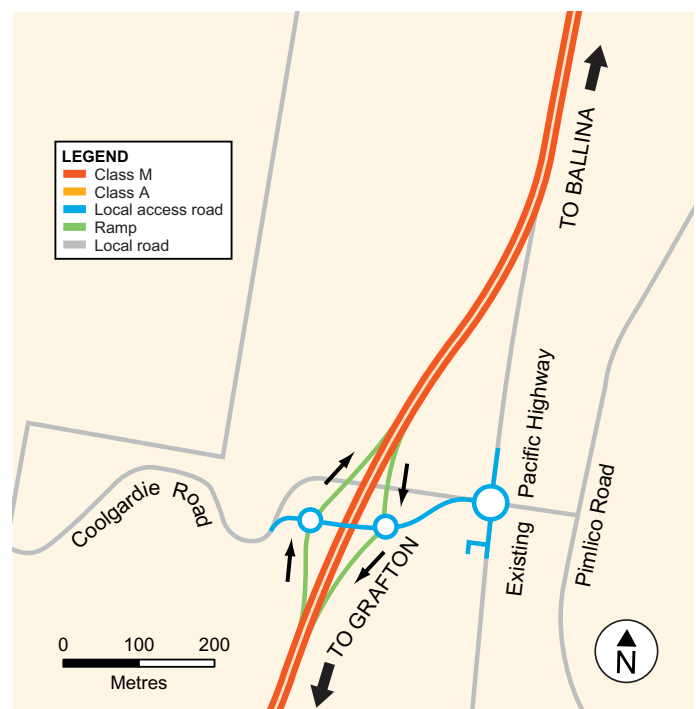 TO BALLINA
LEGEND
Class M
Class A
Local access road
Ramp
Local road
Existing Pacific Highway
Pimlico Road
Coolgardie Road
TO GRAFTON
0 100 200
Metres
N